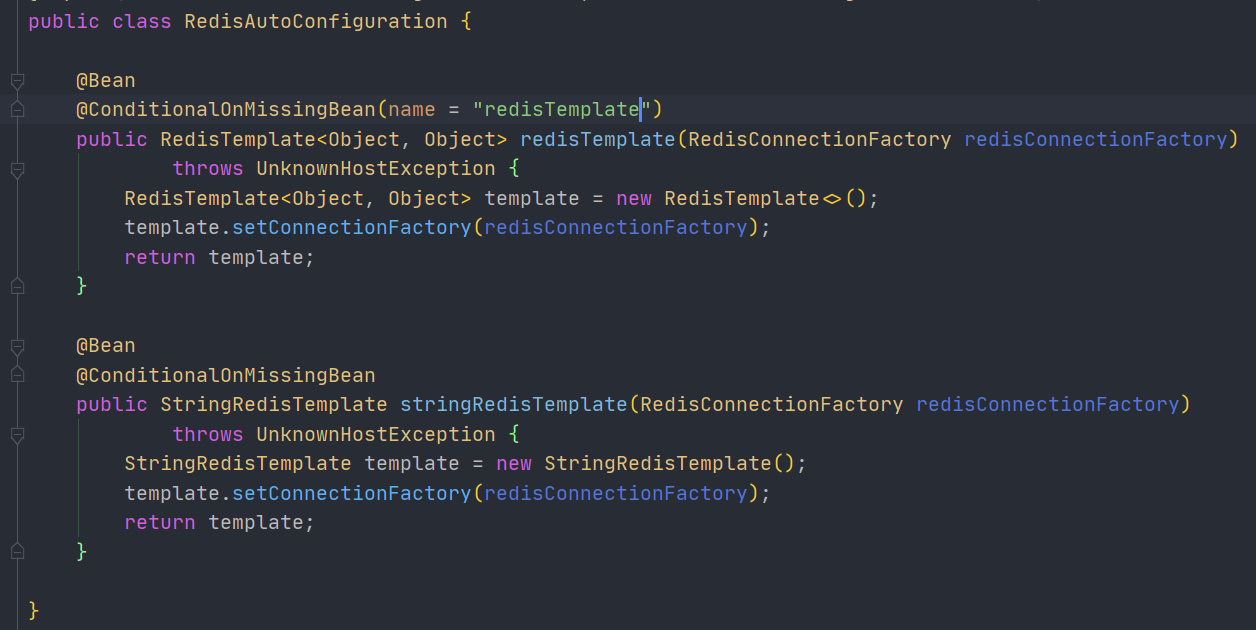 public class RedisAutoConfiguration {
@Bean
@ConditionalOnMissingBean(name = "redisTemplate")
public RedisTemplate<Object, Object> redisTemplate(RedisConnectionFactory redisConnectionFactory)
throws UnknownHostException {
RedisTemplate<Object, Object> template = new RedisTemplate<>();
template.setConnectionFactory(redisConnectionFactory);
return template;
}
@Bean
@ConditionalOnMissingBean
public StringRedisTemplate stringRedisTemplate(RedisConnectionFactory redisConnectionFactory)
throws UnknownHostException {
StringRedisTemplate template = new StringRedisTemplate();
template.setConnectionFactory(redisConnectionFactory);
return template;
}
}